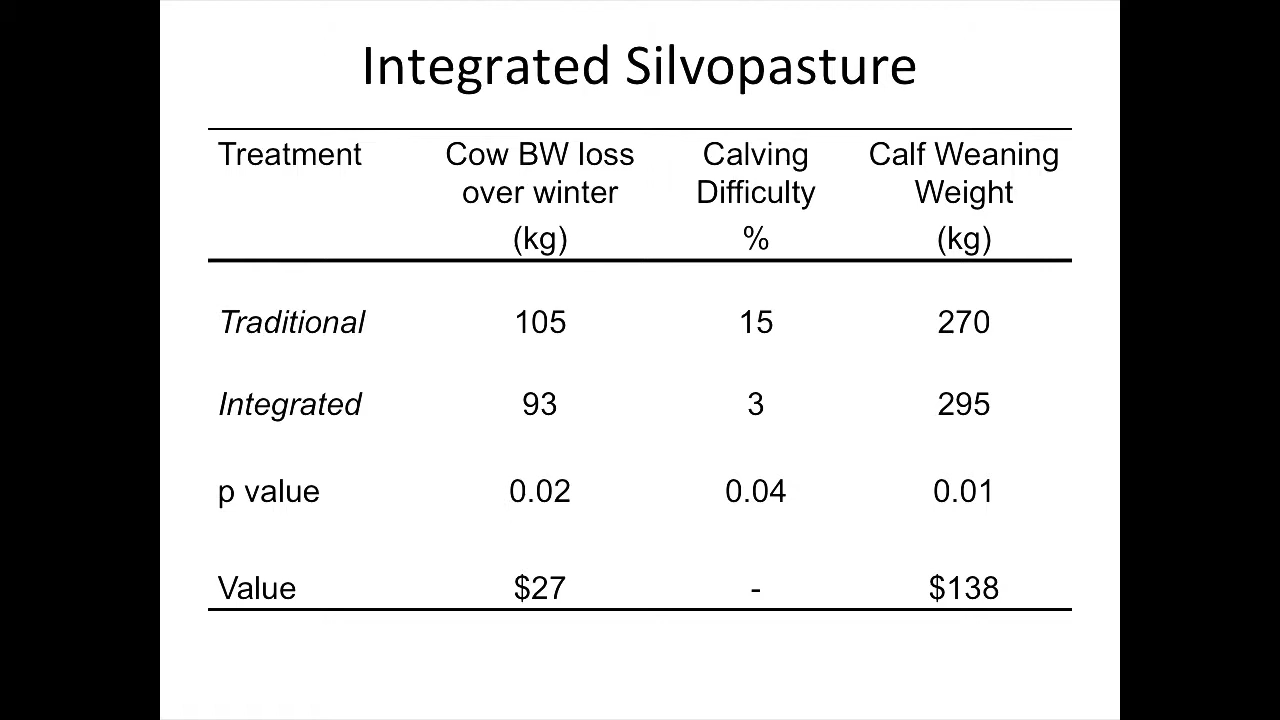 Integrated Silvopasture
Treatment Cow BW loss Calving Calf Weaning
over winter Difficulty Weight
(kg) % (kg)
Traditional 105 15 270
Integrated 93 3 295
p value 0.02 0.04 0.01
Value $27 - $138